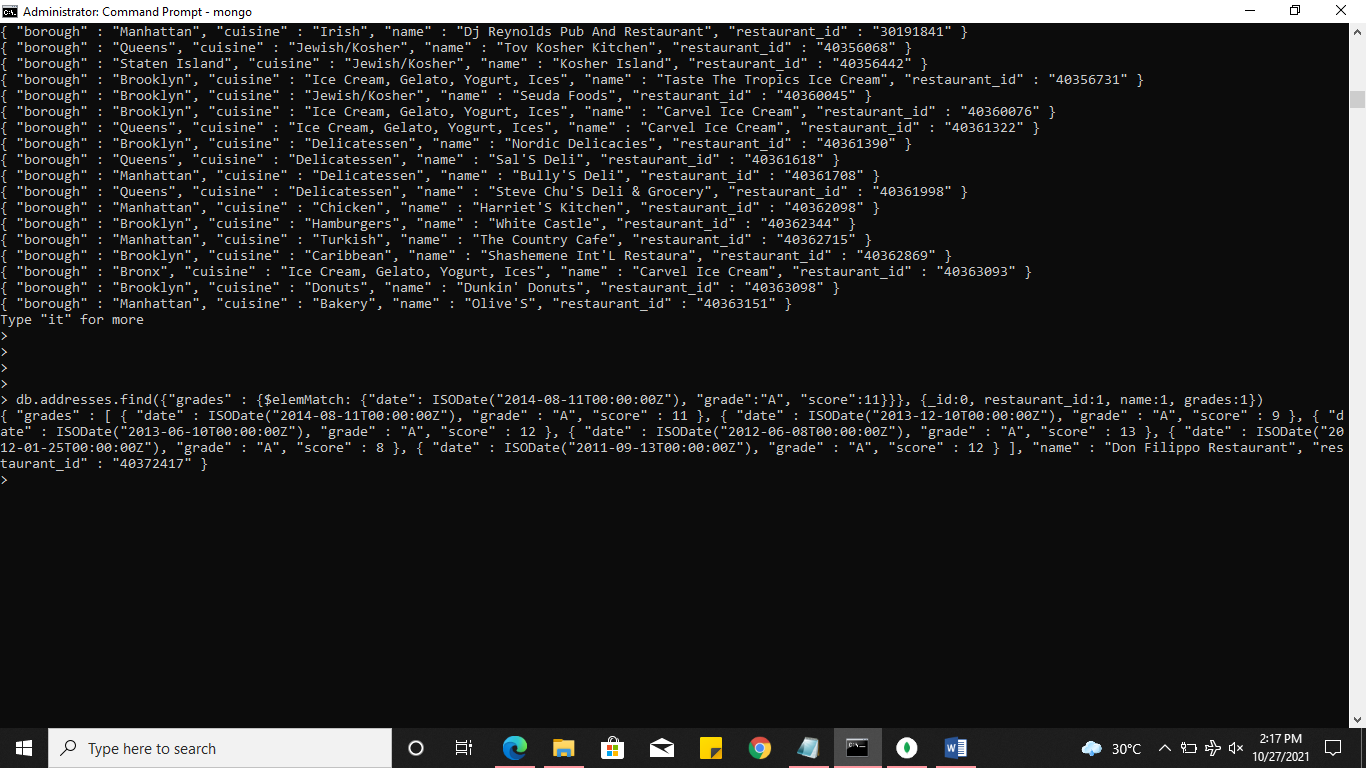 Administrator: Command Prompt - mongo
{ "borough" : "Manhattan", "cuisine" : "Irish", "name" : "Dj Reynolds Pub And Restaurant", "restaurant_id" : "30191841" }
{ "borough" : "Queens", "cuisine" : "Jewish/Kosher", "name" : "Tov Kosher Kitchen", "restaurant_id" : "40356068" }
{ "borough" : "Staten Island", "cuisine" : "Jewish/Kosher", "name" : "Kosher Island", "restaurant_id" : "40356442" }
{ "borough" : "Brooklyn", "cuisine" : "Ice Cream, Gelato, Yogurt, Ices", "name" : "Taste The Tropics Ice Cream", "restaurant_id" : "40356731" }
{ "borough" : "Brooklyn", "cuisine" : "Jewish/Kosher", "name" : "Seuda Foods", "restaurant_id" : "40360045" }
{ "borough" : "Brooklyn", "cuisine" : "Ice Cream, Gelato, Yogurt, Ices", "name" : "Carvel Ice Cream", "restaurant_id" : "40360076" }
{ "borough" : "Queens", "cuisine" : "Ice Cream, Gelato, Yogurt, Ices", "name" : "Carvel Ice Cream", "restaurant_id" : "40361322" }
{ "borough" : "Brooklyn", "cuisine" : "Delicatessen", "name" : "Nordic Delicacies", "restaurant_id" : "40361390" }
{ "borough" : "Queens", "cuisine" : "Delicatessen", "name" : "Sal'S Deli", "restaurant_id" : "40361618" }
{ "borough" : "Manhattan", "cuisine" : "Delicatessen", "name" : "Bully'S Deli", "restaurant_id" : "40361708" }
{ "borough" : "Queens", "cuisine" : "Delicatessen", "name" : "Steve Chu'S Deli & Grocery", "restaurant_id" : "40361998" }
{ "borough" : "Manhattan", "cuisine" : "Chicken", "name" : "Harriet'S Kitchen", "restaurant_id" : "40362098" }
{ "borough" : "Brooklyn", "cuisine" : "Hamburgers", "name" : "White Castle", "restaurant_id" : "40362344" }
{ "borough" : "Manhattan", "cuisine" : "Turkish", "name" : "The Country Cafe", "restaurant_id" : "40362715" }
{ "borough" : "Brooklyn", "cuisine" : "Caribbean", "name" : "Shashemene Int'L Restaura", "restaurant_id" : "40362869" }
{ "borough" : "Bronx", "cuisine" : "Ice Cream, Gelato, Yogurt, Ices", "name" : "Carvel Ice Cream", "restaurant_id" : "40363093" }
{ "borough" : "Brooklyn", "cuisine" : "Donuts", "name" : "Dunkin' Donuts", "restaurant_id" : "40363098" }
{ "borough" : "Manhattan", "cuisine" : "Bakery", "name" : "Olive'S", "restaurant_id" : "40363151" }
Type "it" for more
>
>
>
>
> db.addresses.find({"grades" : {$elemMatch: {"date": ISODate("2014-08-11T00:00:00Z"), "grade":"A", "score":11}}}, {_id:0, restaurant_id:1, name:1, grades:1})
{ "grades" : [ { "date" : ISODate("2014-08-11T00:00:00Z"), "grade" : "A", "score" : 11 }, { "date" : ISODate("2013-12-10T00:00:00Z"), "grade" : "A", "score" : 9 }, { "d
ate" : ISODate("2013-06-10T00:00:00Z"), "grade" : "A", "score" : 12 }, { "date" : ISODate("2012-06-08T00:00:00Z"), "grade" : "A", "score" : 13 }, { "date" : ISODate("20
12-01-25T00:00:00Z"), "grade" : "A", "score" : 8 }, { "date" : ISODate("2011-09-13T00:00:00Z"), "grade" : "A", "score" : 12 } ], "name" : "Don Filippo Restaurant", "res
taurant_id" : "40372417" }
>
Type here to search
30°C
2:17 PM
10/27/2021